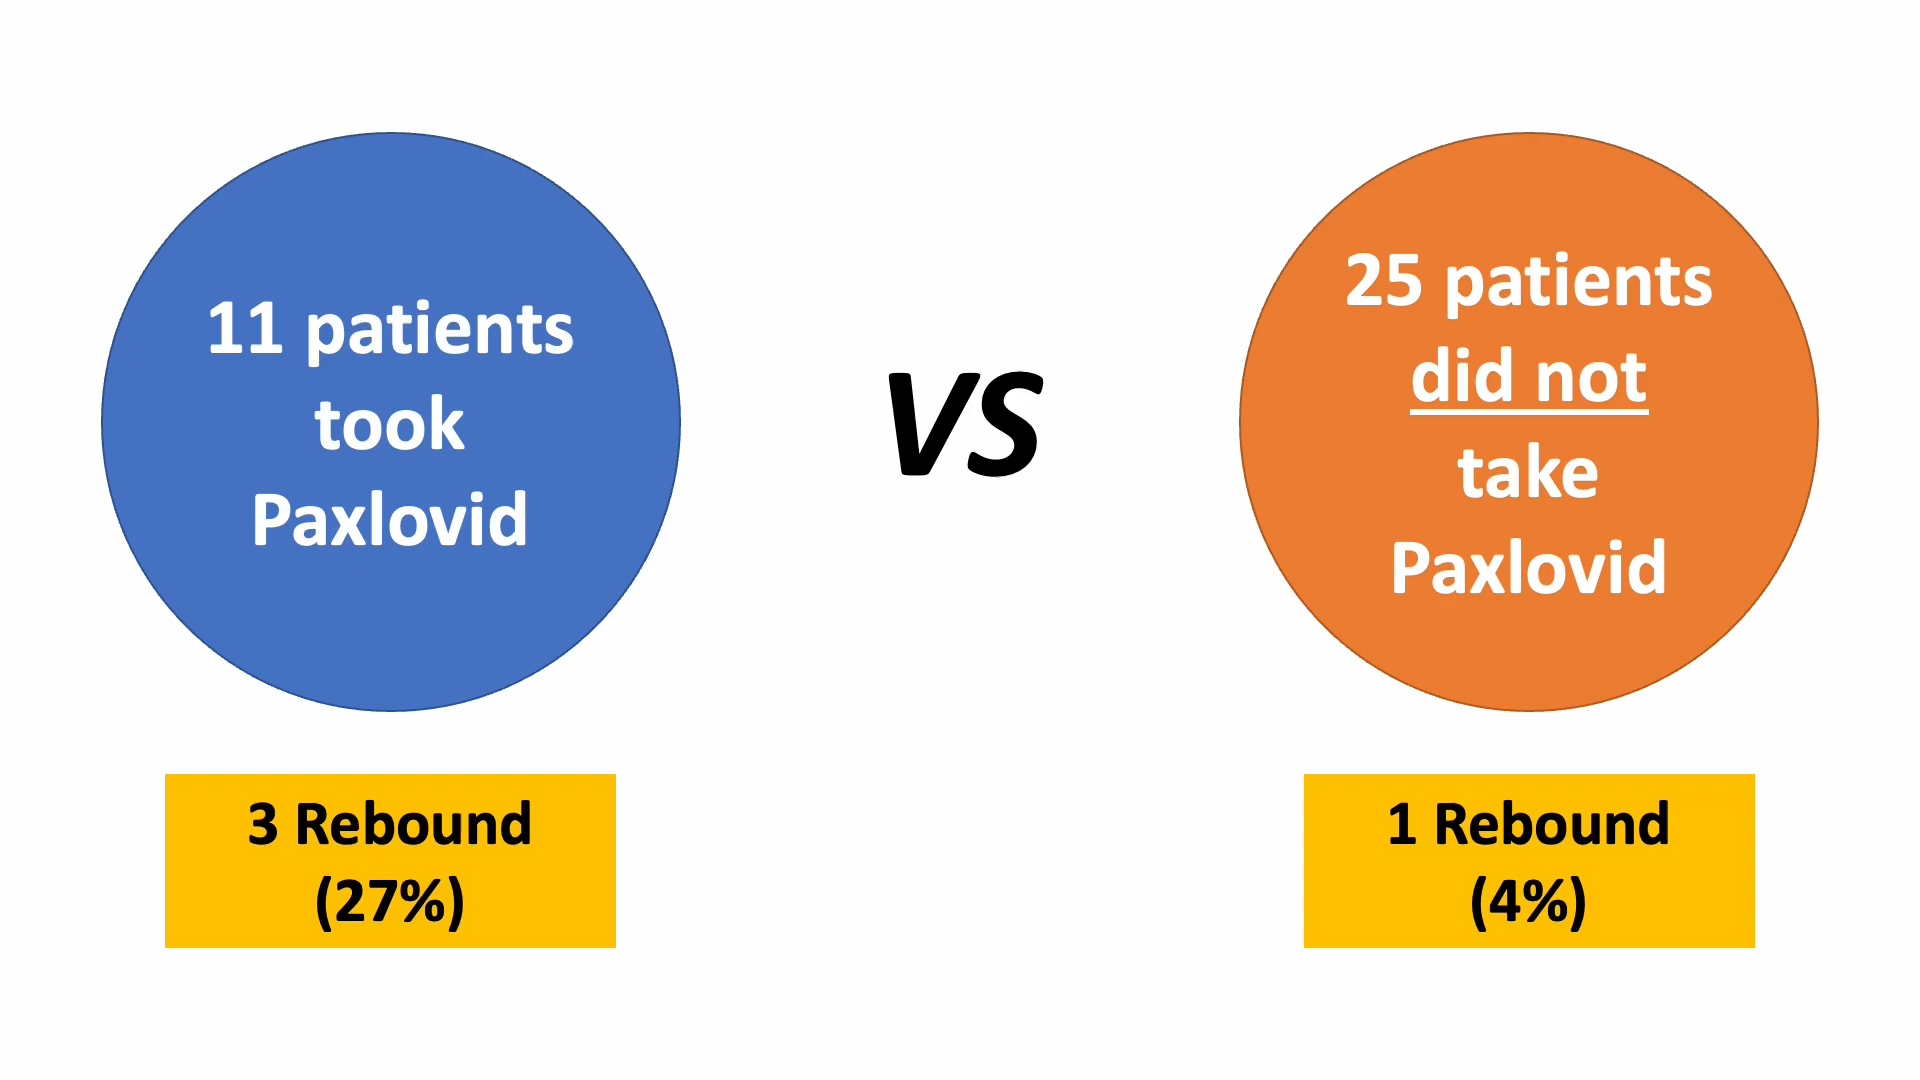 11 patients
took
Paxlovid
3 Rebound
(27%)
VS
25 patients
did not
take
Paxlovid
1 Rebound
(4%)